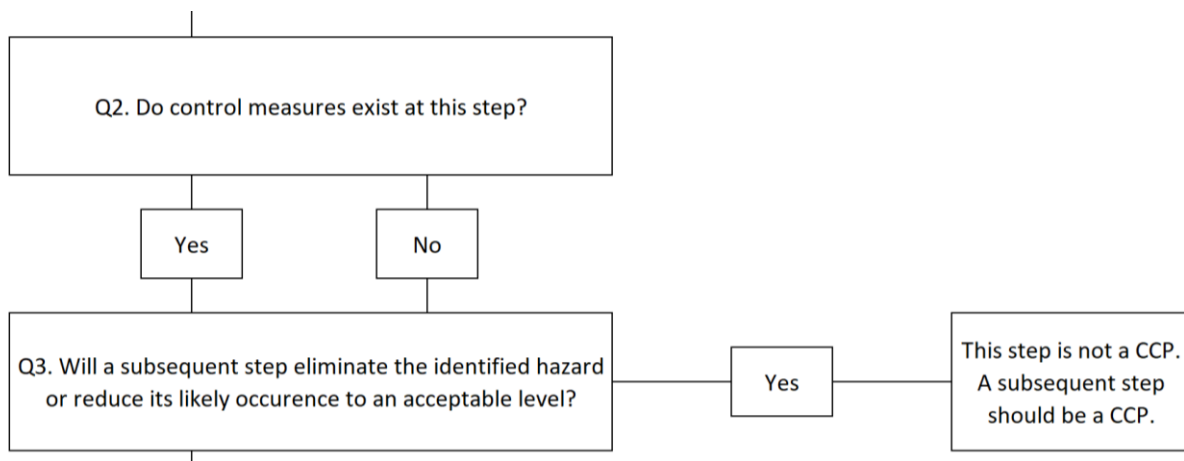 Q2. Do control measures exist at this step?
Yes
No
Q3. Will a subsequent step eliminate the identified hazard
or reduce its likely occurence to an acceptable level?
Yes
This step is not a CCP.
A subsequent step
should be a CCP.